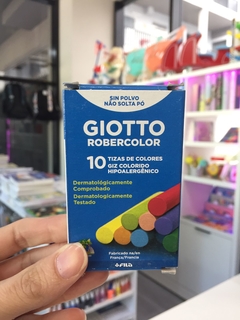 SIN POLVO
NÃO SOLTA PÓ
GIOTTO
ROBERCOLOR
10 TIZAS DE COLORES
GIZ COLORIDO
HIPOALERGÊNICO
Dermatológicamente
Comprobado
Dermatologicamente
Testado
Fabricado na/en
França/Francia
FILA